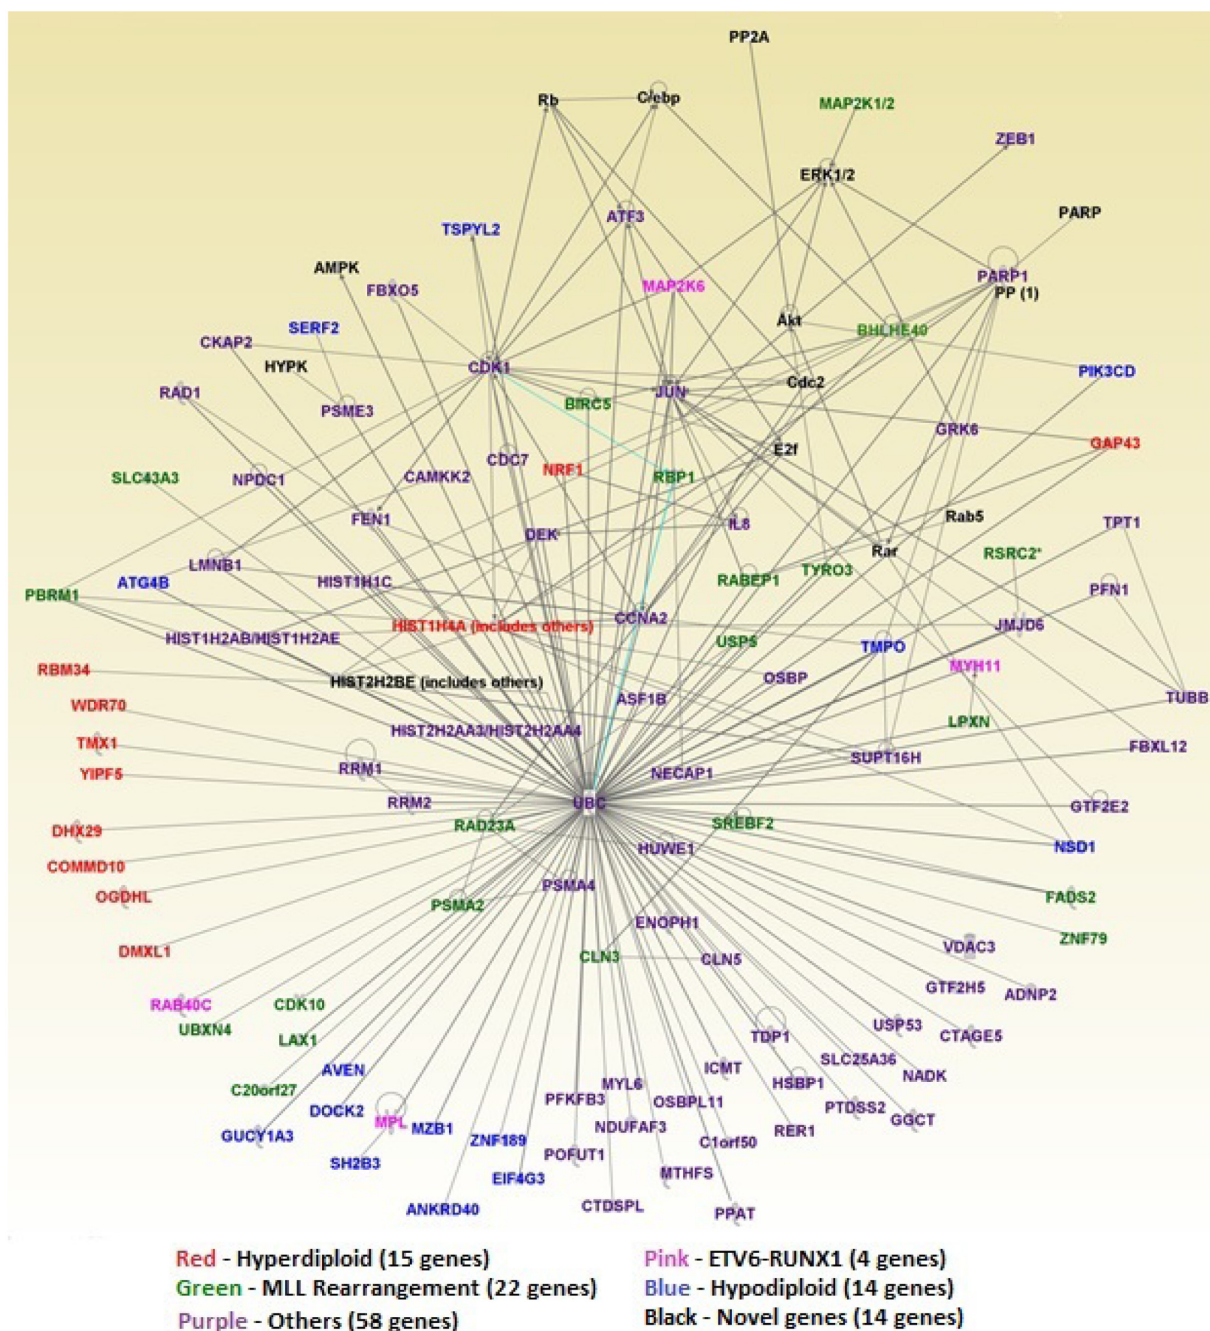 PP2A
Rb
C/ebp
MAP2K1/2
ZEB1
ERK1/2
ATF3
PARP
TSPYL2
AMPK
FBXO5
MAP2K6
PARP1
PP (1)
SERF2
Akt
BHLHE40
CKAP2
HYPK
CDK1
PIK3CD
RAD1
PSME3
BIRC5
JUN
Cdc2
GRK6
GAP43
E2f
SLC43A3
NPDC1
CAMKK2
CDC7
NRF1
RBP1
FEN1
DEK
IL8
Rab5
TPT1
LMNB1
Rar
RSRC2*
PBRM1
ATG4B
HIST1H1C
RABEP1
TYRO3
PFN1
HIST1H2AB/HIST1H2AE
HIST1H4A (includes others)
CCNA2
USP5
TMPO
JMJD6
RBM34
HIST2H2BE (includes others)
OSBP
MYH11
WDR70
ASF1B
TUBB
HIST2H2AA3/HIST2H2AA4
LPXN
TMX1
YIPF5
RRM1
NECAP1
SUPT16H
FBXL12
RRM2
UBC
GTF2E2
DHX29
RAD23A
SREBF2
HUWE1
NSD1
COMMD10
OGDHL
PSMA2
PSMA4
FADS2
ENOPH1
DMXL1
CLN3
CLN5
VDAC3
ZNF79
RAB40C
CDK10
GTF2H5
ADNP2
UBXN4
LAX1
TDP1
USP53
CTAGE5
AVEN
ICMT
SLC25A36
C20orf27
MYL6
HSBP1
NADK
DOCK2
PFKFB3
OSBPL11
PTDSS2
GUCY1A3
MPL
MZB1
ZNF189
NDUFAF3
C1orf50
RER1
GGCT
SH2B3
EIF4G3
POFUT1
MTHFS
ANKRD40
CTDSPL
PPAT
Red - Hyperdiploid (15 genes)
Pink - ETV6-RUNX1 (4 genes)
Green - MLL Rearrangement (22 genes)
Blue - Hypodiploid (14 genes)
Purple - Others (58 genes)
Black - Novel genes (14 genes)